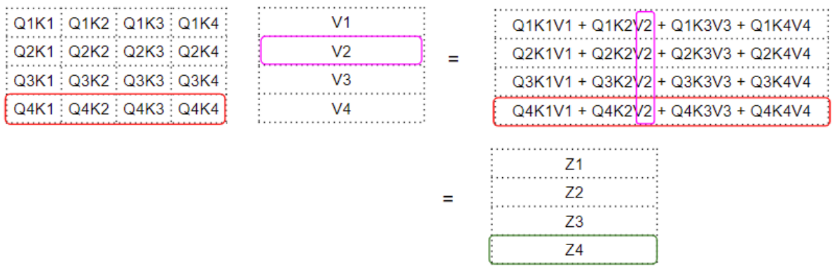 Q1K1 Q1K2 Q1K3 Q1K4 V1 Q1K1V1 + Q1K2V2 + Q1K3V3 + Q1K4V4
Q2K1 Q2K2 Q2K3 Q2K4 V2 = Q2K1V1 + Q2K2V2 + Q2K3V3 + Q2K4V4
Q3K1 Q3K2 Q3K3 Q3K4 V3 Q3K1V1 + Q3K2V2 + Q3K3V3 + Q3K4V4
Q4K1 Q4K2 Q4K3 Q4K4 V4 Q4K1V1 + Q4K2V2 + Q4K3V3 + Q4K4V4
Z1
= Z2
Z3
Z4